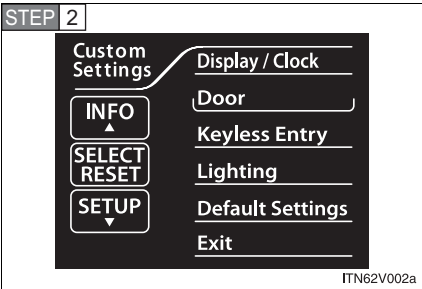 STEP 2
Custom
Settings
INFO
▲
SELECT
RESET
SETUP
▼
Display / Clock
Door
Keyless Entry
Lighting
Default Settings
Exit
ITN62V002a